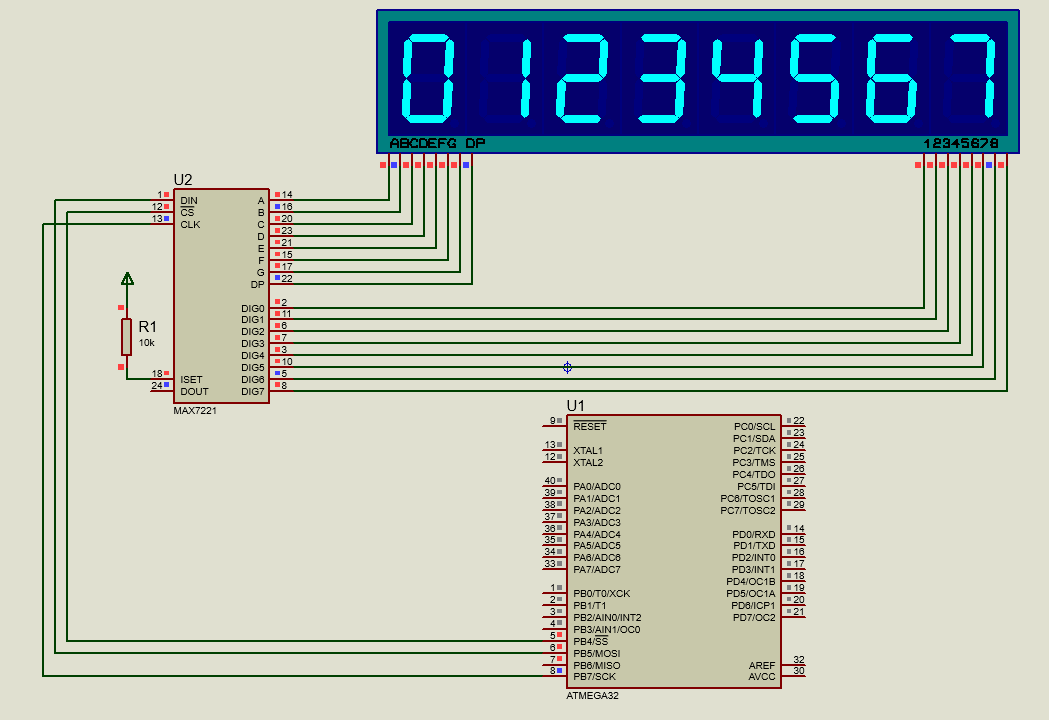 01234567
ABCDEFG DP 12345678
U2
1 DIN A 14
12 CS B 16
13 CLK C 20
D 23
E 21
F 15
G 17
DP 22
DIG0 2
DIG1 11
DIG2 6
R1 DIG3 7
10k DIG4 3
DIG5 10
18 ISET DIG6 5
24 DOUT DIG7 8
MAX7221
U1
9 RESET PC0/SCL 22
PC1/SDA 23
13 XTAL1 PC2/TCK 24
12 XTAL2 PC3/TMS 25
PC4/TDO 26
40 PA0/ADC0 PC5/TDI 27
39 PA1/ADC1 PC6/TOSC1 28
38 PA2/ADC2 PC7/TOSC2 29
37 PA3/ADC3
36 PA4/ADC4 PD0/RXD 14
35 PA5/ADC5 PD1/TXD 15
34 PA6/ADC6 PD2/INT0 16
33 PA7/ADC7 PD3/INT1 17
PD4/OC1B 18
1 PB0/T0/XCK PD5/OC1A 19
2 PB1/T1 PD6/ICP1 20
3 PB2/AIN0/INT2 PD7/OC2 21
4 PB3/AIN1/OC0
5 PB4/SS
6 PB5/MOSI
7 PB6/MISO AREF 32
8 PB7/SCK AVCC 30
ATMEGA32